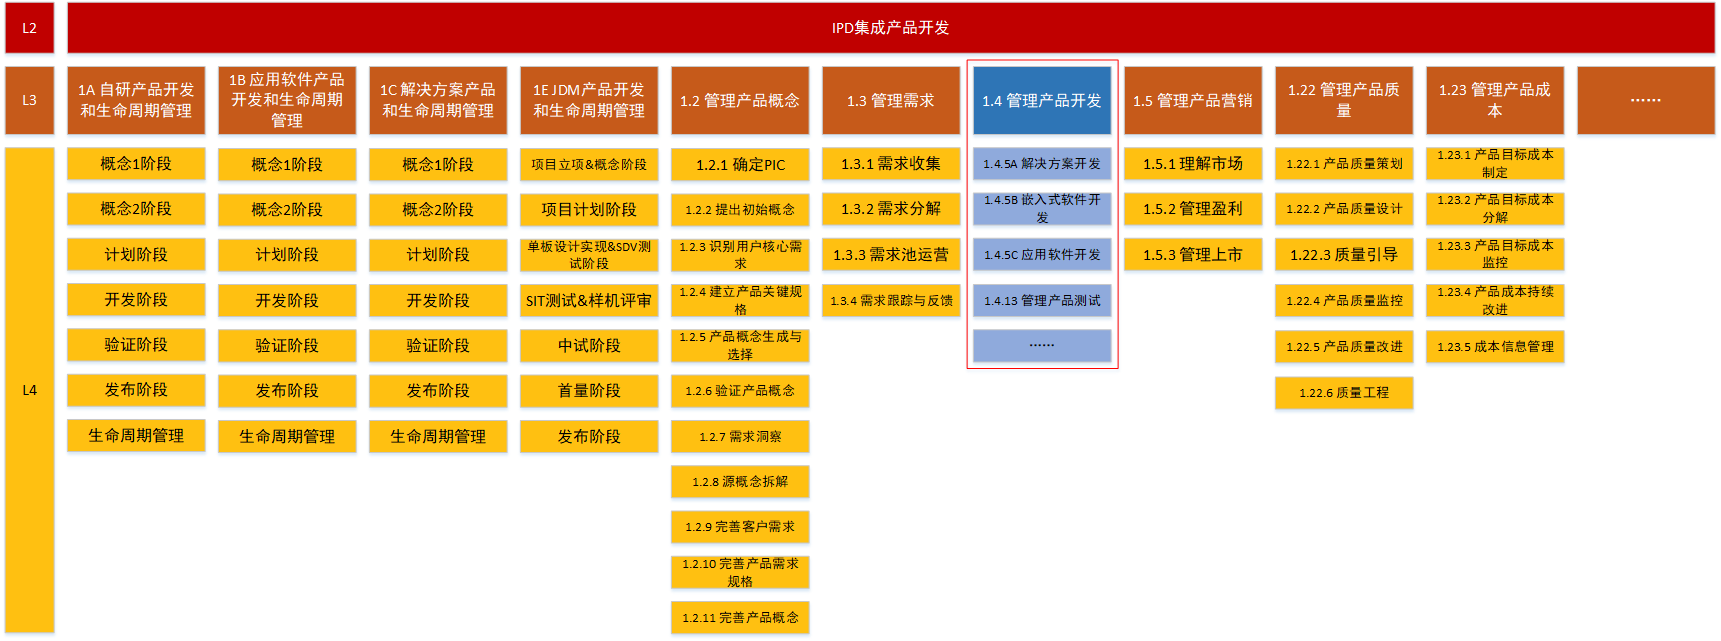 L2
IPD集成产品开发
L3
1A 自研产品开发
和生命周期管理
1B 应用软件产品
开发和生命周期
管理
1C 解决方案产品
和生命周期管理
1E JDM产品开发
和生命周期管理
1.2 管理产品概念
1.3 管理需求
1.4 管理产品开发
1.5 管理产品营销
1.22 管理产品质
量
1.23 管理产品成
本
······
L4
概念1阶段
概念2阶段
计划阶段
开发阶段
验证阶段
发布阶段
生命周期管理
概念1阶段
概念2阶段
计划阶段
开发阶段
验证阶段
发布阶段
生命周期管理
概念1阶段
概念2阶段
计划阶段
开发阶段
验证阶段
发布阶段
生命周期管理
项目立项&概念阶段
项目计划阶段
单板设计实现&SDV测
试阶段
SIT测试&样机评审
中试阶段
首量阶段
发布阶段
1.2.1 确定PIC
1.2.2 提出初始概念
1.2.3 识别用户核心需
求
1.2.4 建立产品关键规
格
1.2.5 产品概念生成与
选择
1.2.6 验证产品概念
1.2.7 需求洞察
1.2.8 源概念拆解
1.2.9 完善客户需求
1.2.10 完善产品需求
规格
1.2.11 完善产品概念
1.3.1 需求收集
1.3.2 需求分解
1.3.3 需求池运营
1.3.4 需求跟踪与反馈
1.4.5A 解决方案开发
1.4.5B 嵌入式软件开
发
1.4.5C 应用软件开发
1.4.13 管理产品测试
······
1.5.1 理解市场
1.5.2 管理盈利
1.5.3 管理上市
1.22.1 产品质量策划
1.22.2 产品质量设计
1.22.3 质量引导
1.22.4 产品质量监控
1.22.5 产品质量改进
1.22.6 质量工程
1.23.1 产品目标成本
制定
1.23.2 产品目标成本
分解
1.23.3 产品目标成本
监控
1.23.4 产品成本持续
改进
1.23.5 成本信息管理